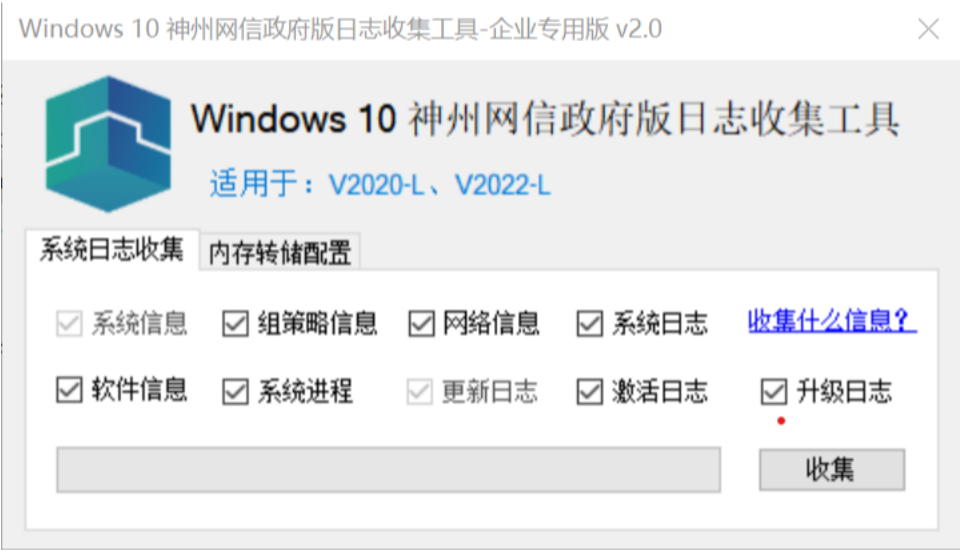 Windows 10 神州网信政府版日志收集工具-企业专用版 v2.0
Windows 10 神州网信政府版日志收集工具
适用于：V2020-L、V2022-L
系统日志收集 内存转储配置
系统信息 组策略信息 网络信息 系统日志 收集什么信息？
软件信息 系统进程 更新日志 激活日志 升级日志
收集